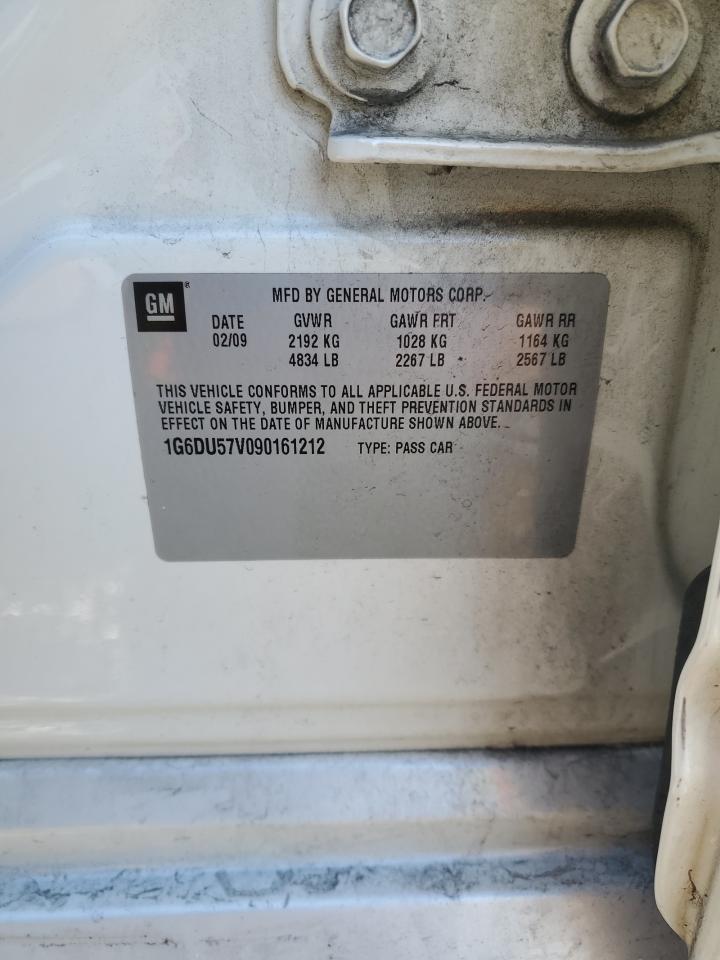 GM®
MFD BY GENERAL MOTORS CORP.
DATE GVWR GAWR FRT GAWR RR
02/09 2192 KG 1028 KG 1164 KG
4834 LB 2267 LB 2567 LB
THIS VEHICLE CONFORMS TO ALL APPLICABLE U.S. FEDERAL MOTOR
VEHICLE SAFETY, BUMPER, AND THEFT PREVENTION STANDARDS IN
EFFECT ON THE DATE OF MANUFACTURE SHOWN ABOVE.
1G6DU57V090161212 TYPE: PASS CAR